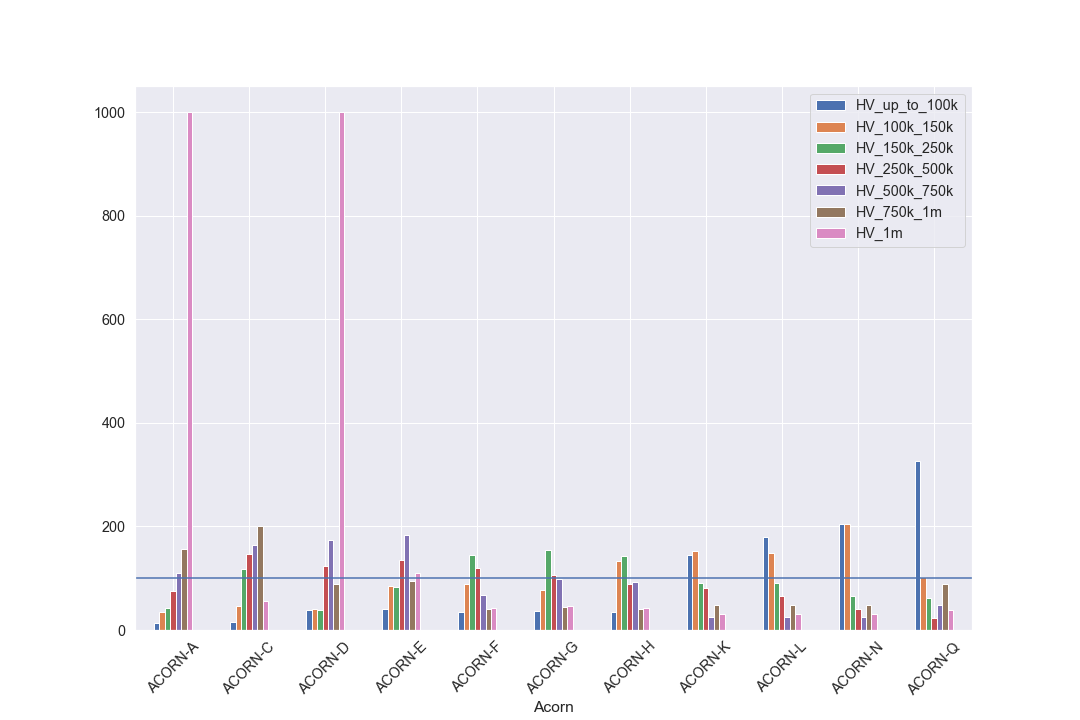 1000
800
600
400
200
0
HV_up_to_100k
HV_100k_150k
HV_150k_250k
HV_250k_500k
HV_500k_750k
HV_750k_1m
HV_1m
ACORN-A
ACORN-C
ACORN-D
ACORN-E
ACORN-F
ACORN-G
ACORN-H
ACORN-K
ACORN-L
ACORN-N
ACORN-Q
Acorn